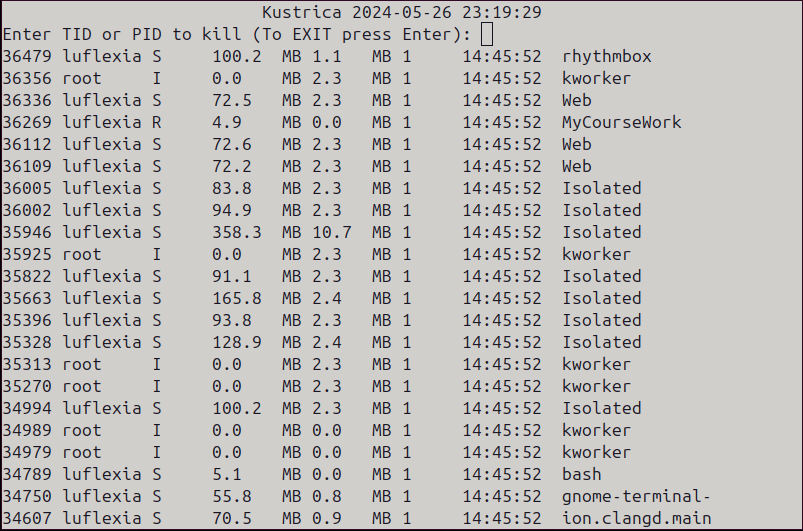 Kustrica 2024-05-26 23:19:29
Enter TID or PID to kill (To EXIT press Enter):
36479 luflexia S 100.2 MB 1.1 MB 1 14:45:52 rhythmbox
36356 root I 0.0 MB 2.3 MB 1 14:45:52 kworker
36336 luflexia S 72.5 MB 2.3 MB 1 14:45:52 Web
36269 luflexia R 4.9 MB 0.0 MB 1 14:45:52 MyCourseWork
36112 luflexia S 72.6 MB 2.3 MB 1 14:45:52 Web
36109 luflexia S 72.2 MB 2.3 MB 1 14:45:52 Web
36005 luflexia S 83.8 MB 2.3 MB 1 14:45:52 Isolated
36002 luflexia S 94.9 MB 2.3 MB 1 14:45:52 Isolated
35946 luflexia S 358.3 MB 10.7 MB 1 14:45:52 Isolated
35925 root I 0.0 MB 2.3 MB 1 14:45:52 kworker
35822 luflexia S 91.1 MB 2.3 MB 1 14:45:52 Isolated
35663 luflexia S 165.8 MB 2.4 MB 1 14:45:52 Isolated
35396 luflexia S 93.8 MB 2.3 MB 1 14:45:52 Isolated
35328 luflexia S 128.9 MB 2.4 MB 1 14:45:52 Isolated
35313 root I 0.0 MB 2.3 MB 1 14:45:52 kworker
35270 root I 0.0 MB 2.3 MB 1 14:45:52 kworker
34994 luflexia S 100.2 MB 2.3 MB 1 14:45:52 Isolated
34989 root I 0.0 MB 0.0 MB 1 14:45:52 kworker
34979 root I 0.0 MB 0.0 MB 1 14:45:52 kworker
34789 luflexia S 5.1 MB 0.0 MB 1 14:45:52 bash
34750 luflexia S 55.8 MB 0.8 MB 1 14:45:52 gnome-terminal-
34607 luflexia S 70.5 MB 0.9 MB 1 14:45:52 ion.clangd.main